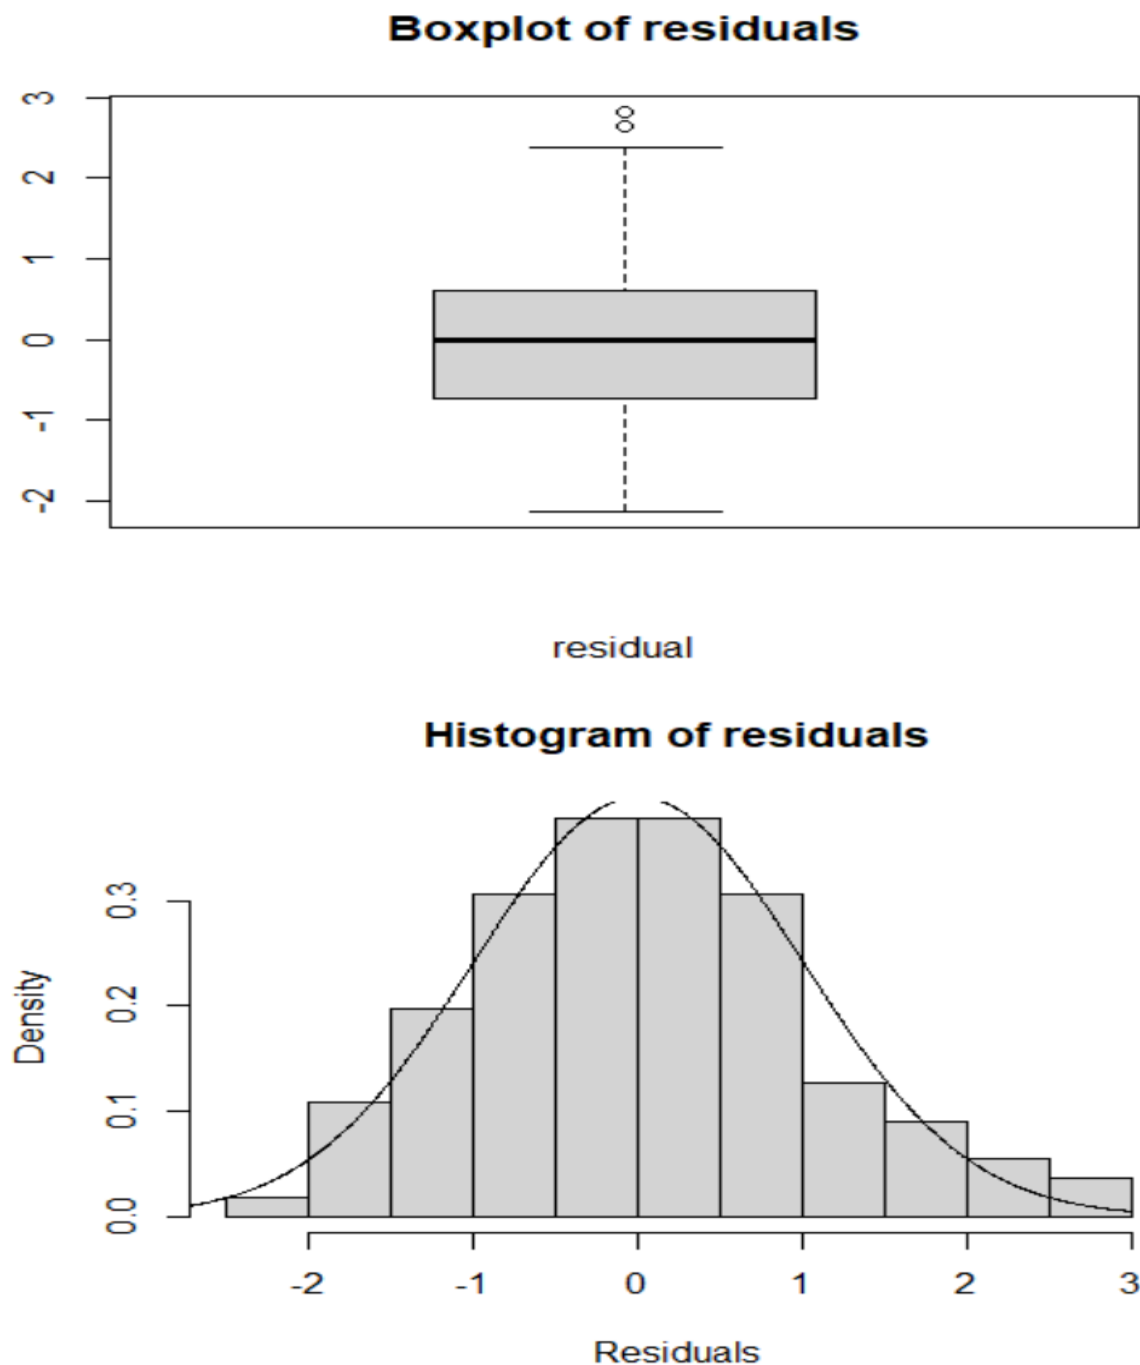 Boxplot of residuals
3
2
1
0
-1
-2
residual
Histogram of residuals
Density
0.3
0.2
0.1
0.0
-2 -1 0 1 2 3
Residuals